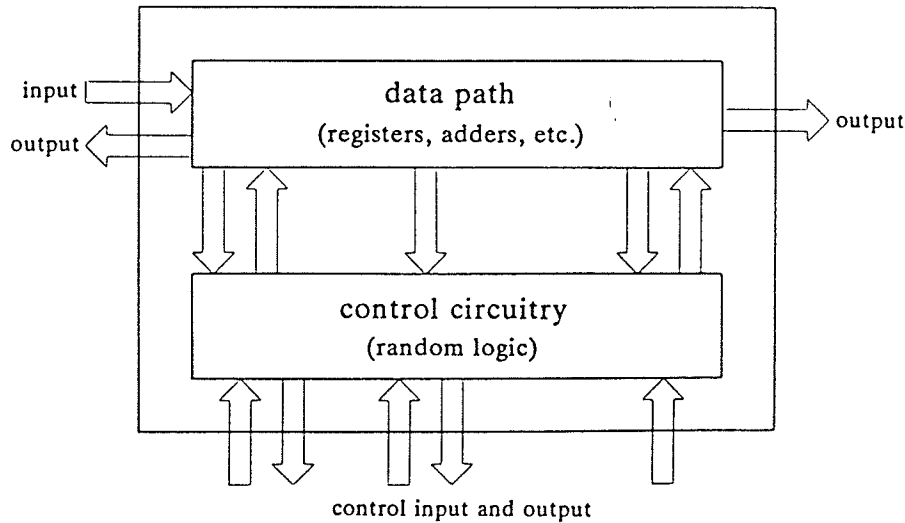 input
output
data path
(registers, adders, etc.)
output
control circuitry
(random logic)
control input and output